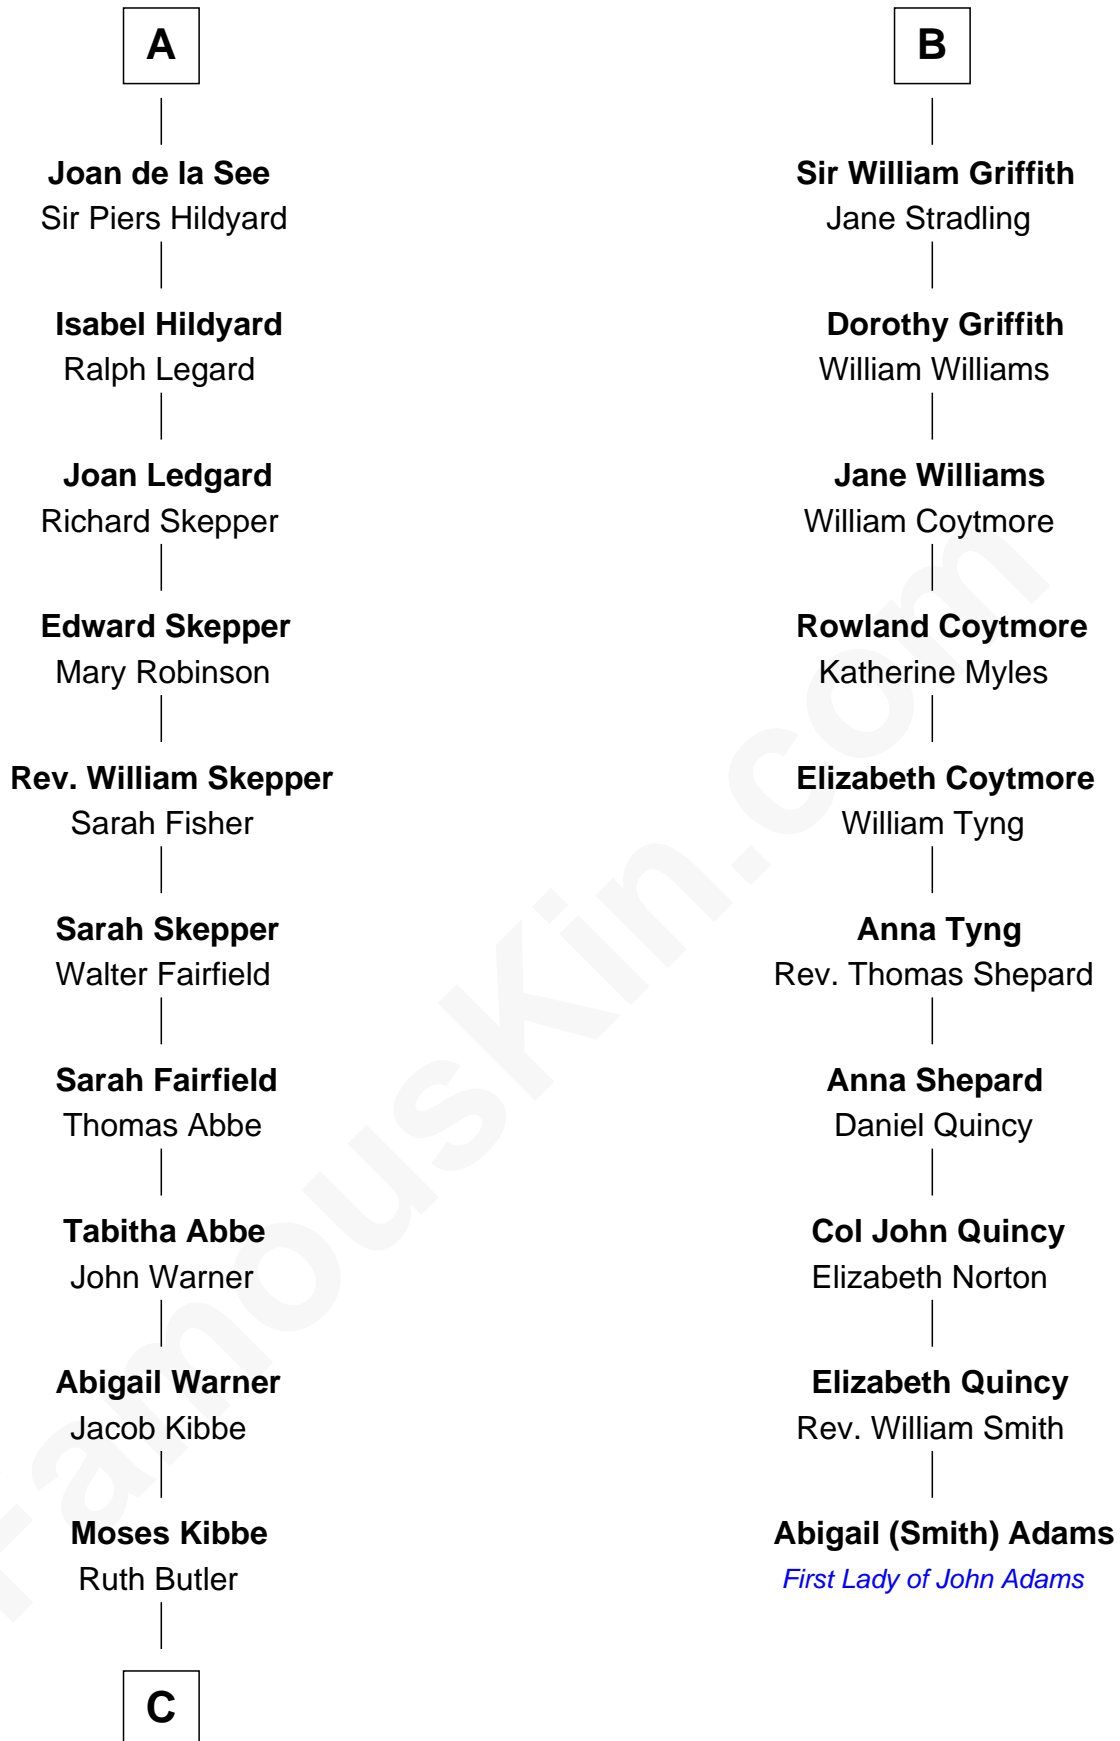 A
Joan de la See
Sir Piers Hildyard
Isabel Hildyard
Ralph Legard
Joan Ledgard
Richard Skepper
Edward Skepper
Mary Robinson
Rev. William Skepper
Sarah Fisher
Sarah Skepper
Walter Fairfield
Sarah Fairfield
Thomas Abbe
Tabitha Abbe
John Warner
Abigail Warner
Jacob Kibbe
Moses Kibbe
Ruth Butler
C
B
Sir William Griffith
Jane Stradling
Dorothy Griffith
William Williams
Jane Williams
William Coytmore
Rowland Coytmore
Katherine Myles
Elizabeth Coytmore
William Tyng
Anna Tyng
Rev. Thomas Shepard
Anna Shepard
Daniel Quincy
Col John Quincy
Elizabeth Norton
Elizabeth Quincy
Rev. William Smith
Abigail (Smith) Adams
First Lady of John Adams
FamousKin.com